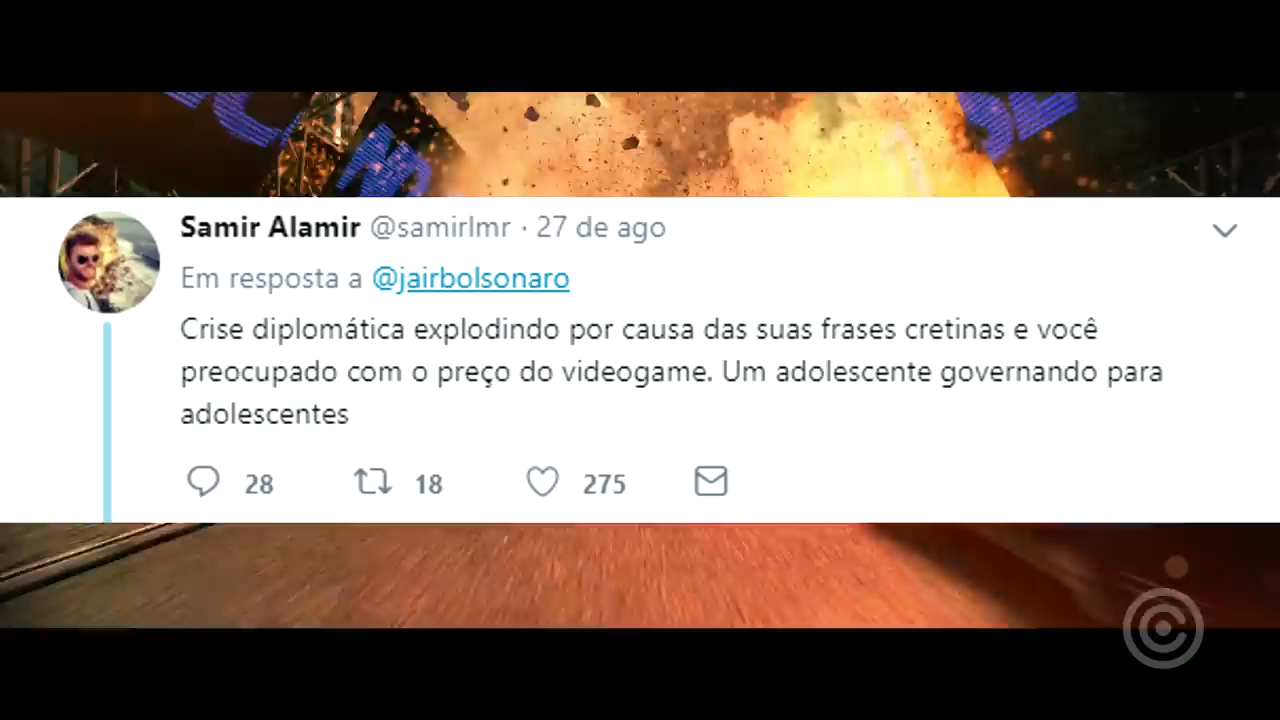 Samir Alamir @samirlmr · 27 de ago
Em resposta a @jairbolsonaro
Crise diplomática explodindo por causa das suas frases cretinas e você
preocupado com o preço do videogame. Um adolescente governando para
adolescentes
28 18 275